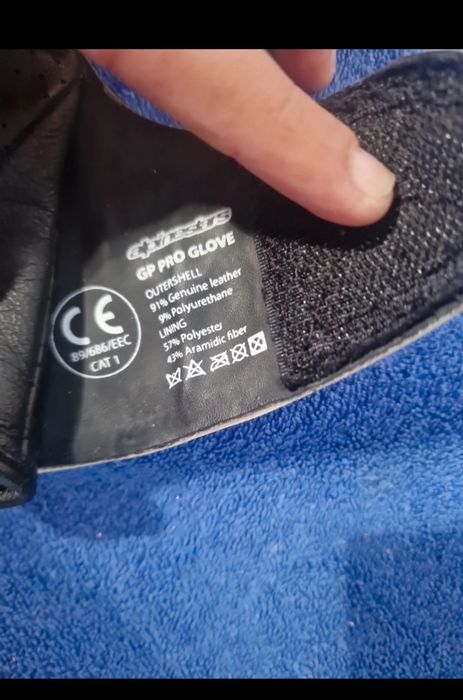 alpinestars
GP PRO GLOVE
OUTERSHELL
91% Genuine leather
9% Polyurethane
LINING
57% Polyester
43% Aramidic fiber
CE
89/686/EEC
CAT 1